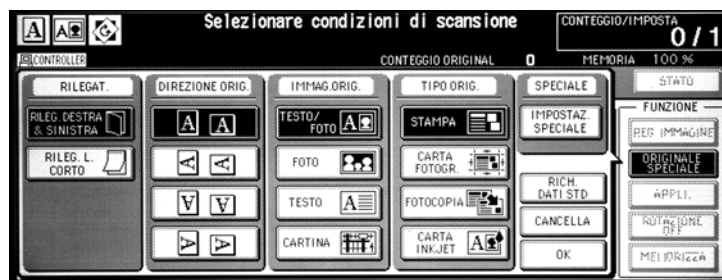 Selezionare condizioni di scansione
CONTEGGIO/IMPOSTA
0 / 1
CONTROLLER
CONTEGGIO ORIGINAL 0 MEMORIA 100 %
RILEGAT.
RILEG. DESTRA
& SINISTRA
RILEG. L.
CORTO
DIREZIONE ORIG.
IMMAG.ORIG.
TESTO/
FOTO
FOTO
TESTO
CARTINA
TIPO ORIG.
STAMPA
CARTA
FOTOGR.
FOTOCOPIA
CARTA
INKJET
SPECIALE
IMPOSTAZ.
SPECIALE
RICH.
DATI STD
CANCELLA
OK
STATO
FUNZIONE
REG IMMAGINE
ORIGINALE
SPECIALE
APPLI.
ROTAZIONE
OFF
MEMORIZZA